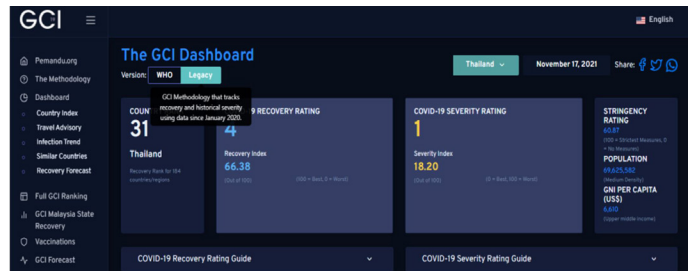 GCI
English
Pemandu.org
The Methodology
Dashboard
Country Index
Travel Advisory
Infection Trend
Similar Countries
Recovery Forecast
Full GCI Ranking
GCI Malaysia State
Recovery
Vaccinations
GCI Forecast
The GCI Dashboard
Version: WHO Legacy
Thailand
November 17, 2021
Share:
GCI Methodology that tracks
recovery and historical severity
using data since January 2020.
COUN
31
Thailand
Recovery Rank for 184
countries/regions
9 RECOVERY RATING
4
Recovery Index
66.38
(Out of 100)
(100 = Best, 0 = Worst)
COVID-19 SEVERITY RATING
1
Severity Index
18.20
(Out of 100)
(0 = Best, 100 = Worst)
STRINGENCY
RATING
60.87
(100 = Strictest Measures, 0
= No Measures)
POPULATION
69,625,582
(Medium Density)
GNI PER CAPITA
(US$)
6,610
(Upper middle income)
COVID-19 Recovery Rating Guide
COVID-19 Severity Rating Guide